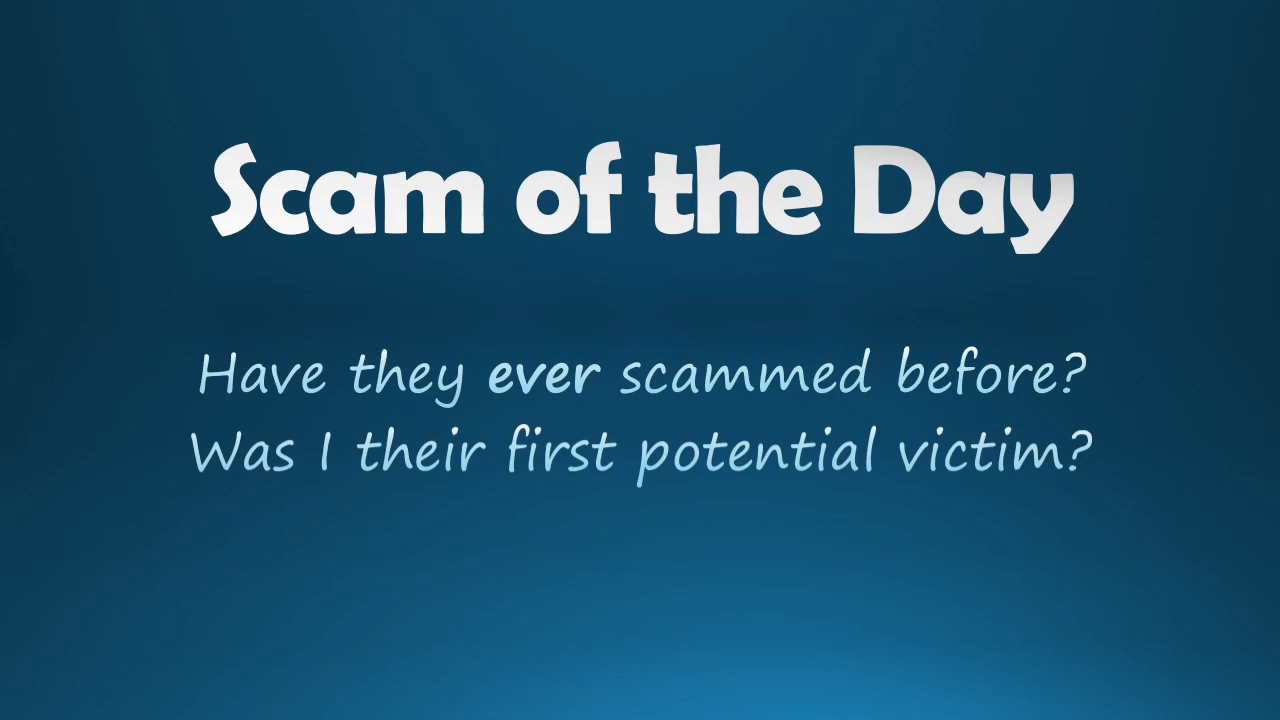 Scam of the Day
Have they ever scammed before?
Was I their first potential victim?